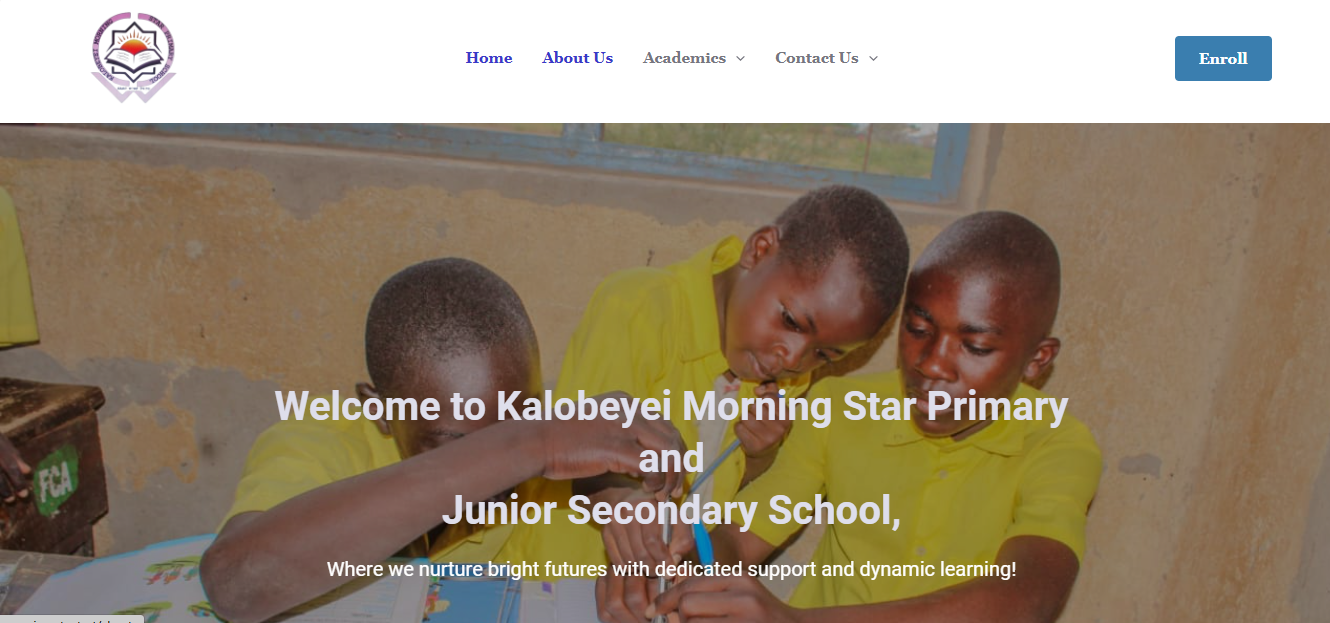 Home About Us Academics Contact Us Enroll
Welcome to Kalobeyei Morning Star Primary
and
Junior Secondary School,
Where we nurture bright futures with dedicated support and dynamic learning!
FCA